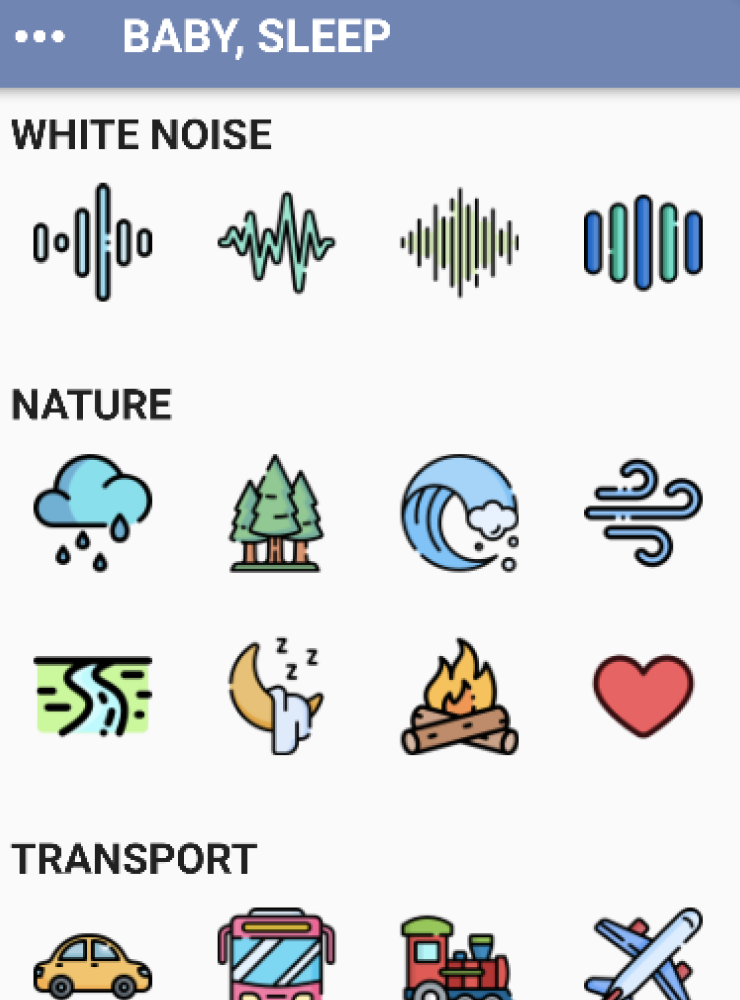 BABY, SLEEP
WHITE NOISE
NATURE
z
z
z
TRANSPORT